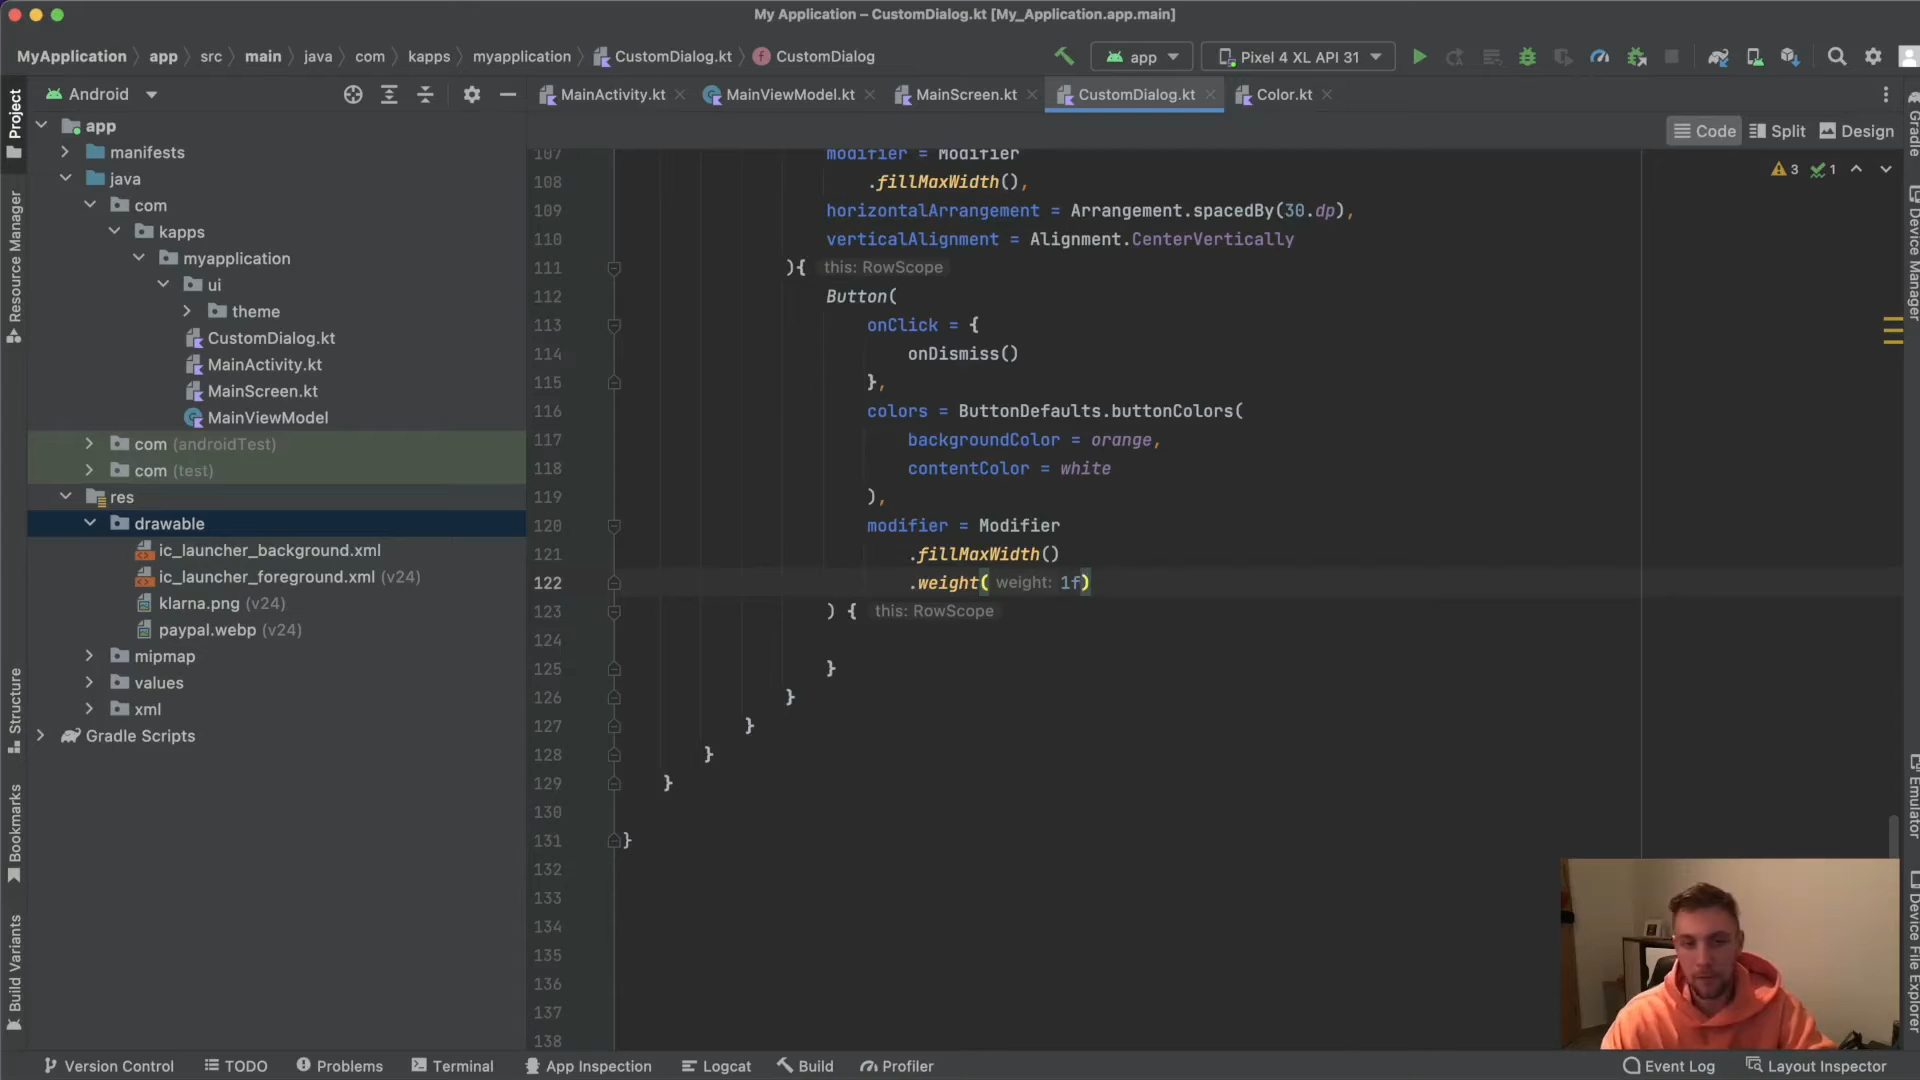 My Application – CustomDialog.kt [My_Application.app.main]
MyApplication app src main java com kapps myapplication CustomDialog.kt CustomDialog
app
Pixel 4 XL API 31
Android
MainActivity.kt
MainViewModel.kt
MainScreen.kt
CustomDialog.kt
Color.kt
Code
Split
Design
3
1
Project
Resource Manager
Structure
Bookmarks
Build Variants
app
manifests
java
com
kapps
myapplication
ui
theme
CustomDialog.kt
MainActivity.kt
MainScreen.kt
MainViewModel
com (androidTest)
com (test)
res
drawable
ic_launcher_background.xml
ic_launcher_foreground.xml (v24)
klarna.png (v24)
paypal.webp (v24)
mipmap
values
xml
Gradle Scripts
107 modifier = Modifier
108 .fillMaxWidth(),
109 horizontalArrangement = Arrangement.spacedBy(30.dp),
110 verticalAlignment = Alignment.CenterVertically
111 ){ this: RowScope
112 Button(
113 onClick = {
114 onDismiss()
115 },
116 colors = ButtonDefaults.buttonColors(
117 backgroundColor = orange,
118 contentColor = white
119 ),
120 modifier = Modifier
121 .fillMaxWidth()
122 .weight( weight: 1f)
123 ) { this: RowScope
124
125 }
126 }
127 }
128 }
129 }
130
131 }
132
133
134
135
136
137
138
Gradle
Device Manager
Emulator
Device File Explorer
Version Control
TODO
Problems
Terminal
App Inspection
Logcat
Build
Profiler
Event Log
Layout Inspector